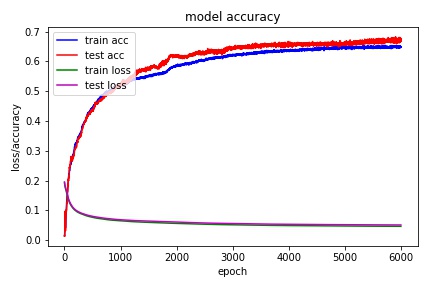 model accuracy
0.7
0.6
0.5
0.4
0.3
0.2
0.1
0.0
loss/accuracy
train acc
test acc
train loss
test loss
0 1000 2000 3000 4000 5000 6000
epoch